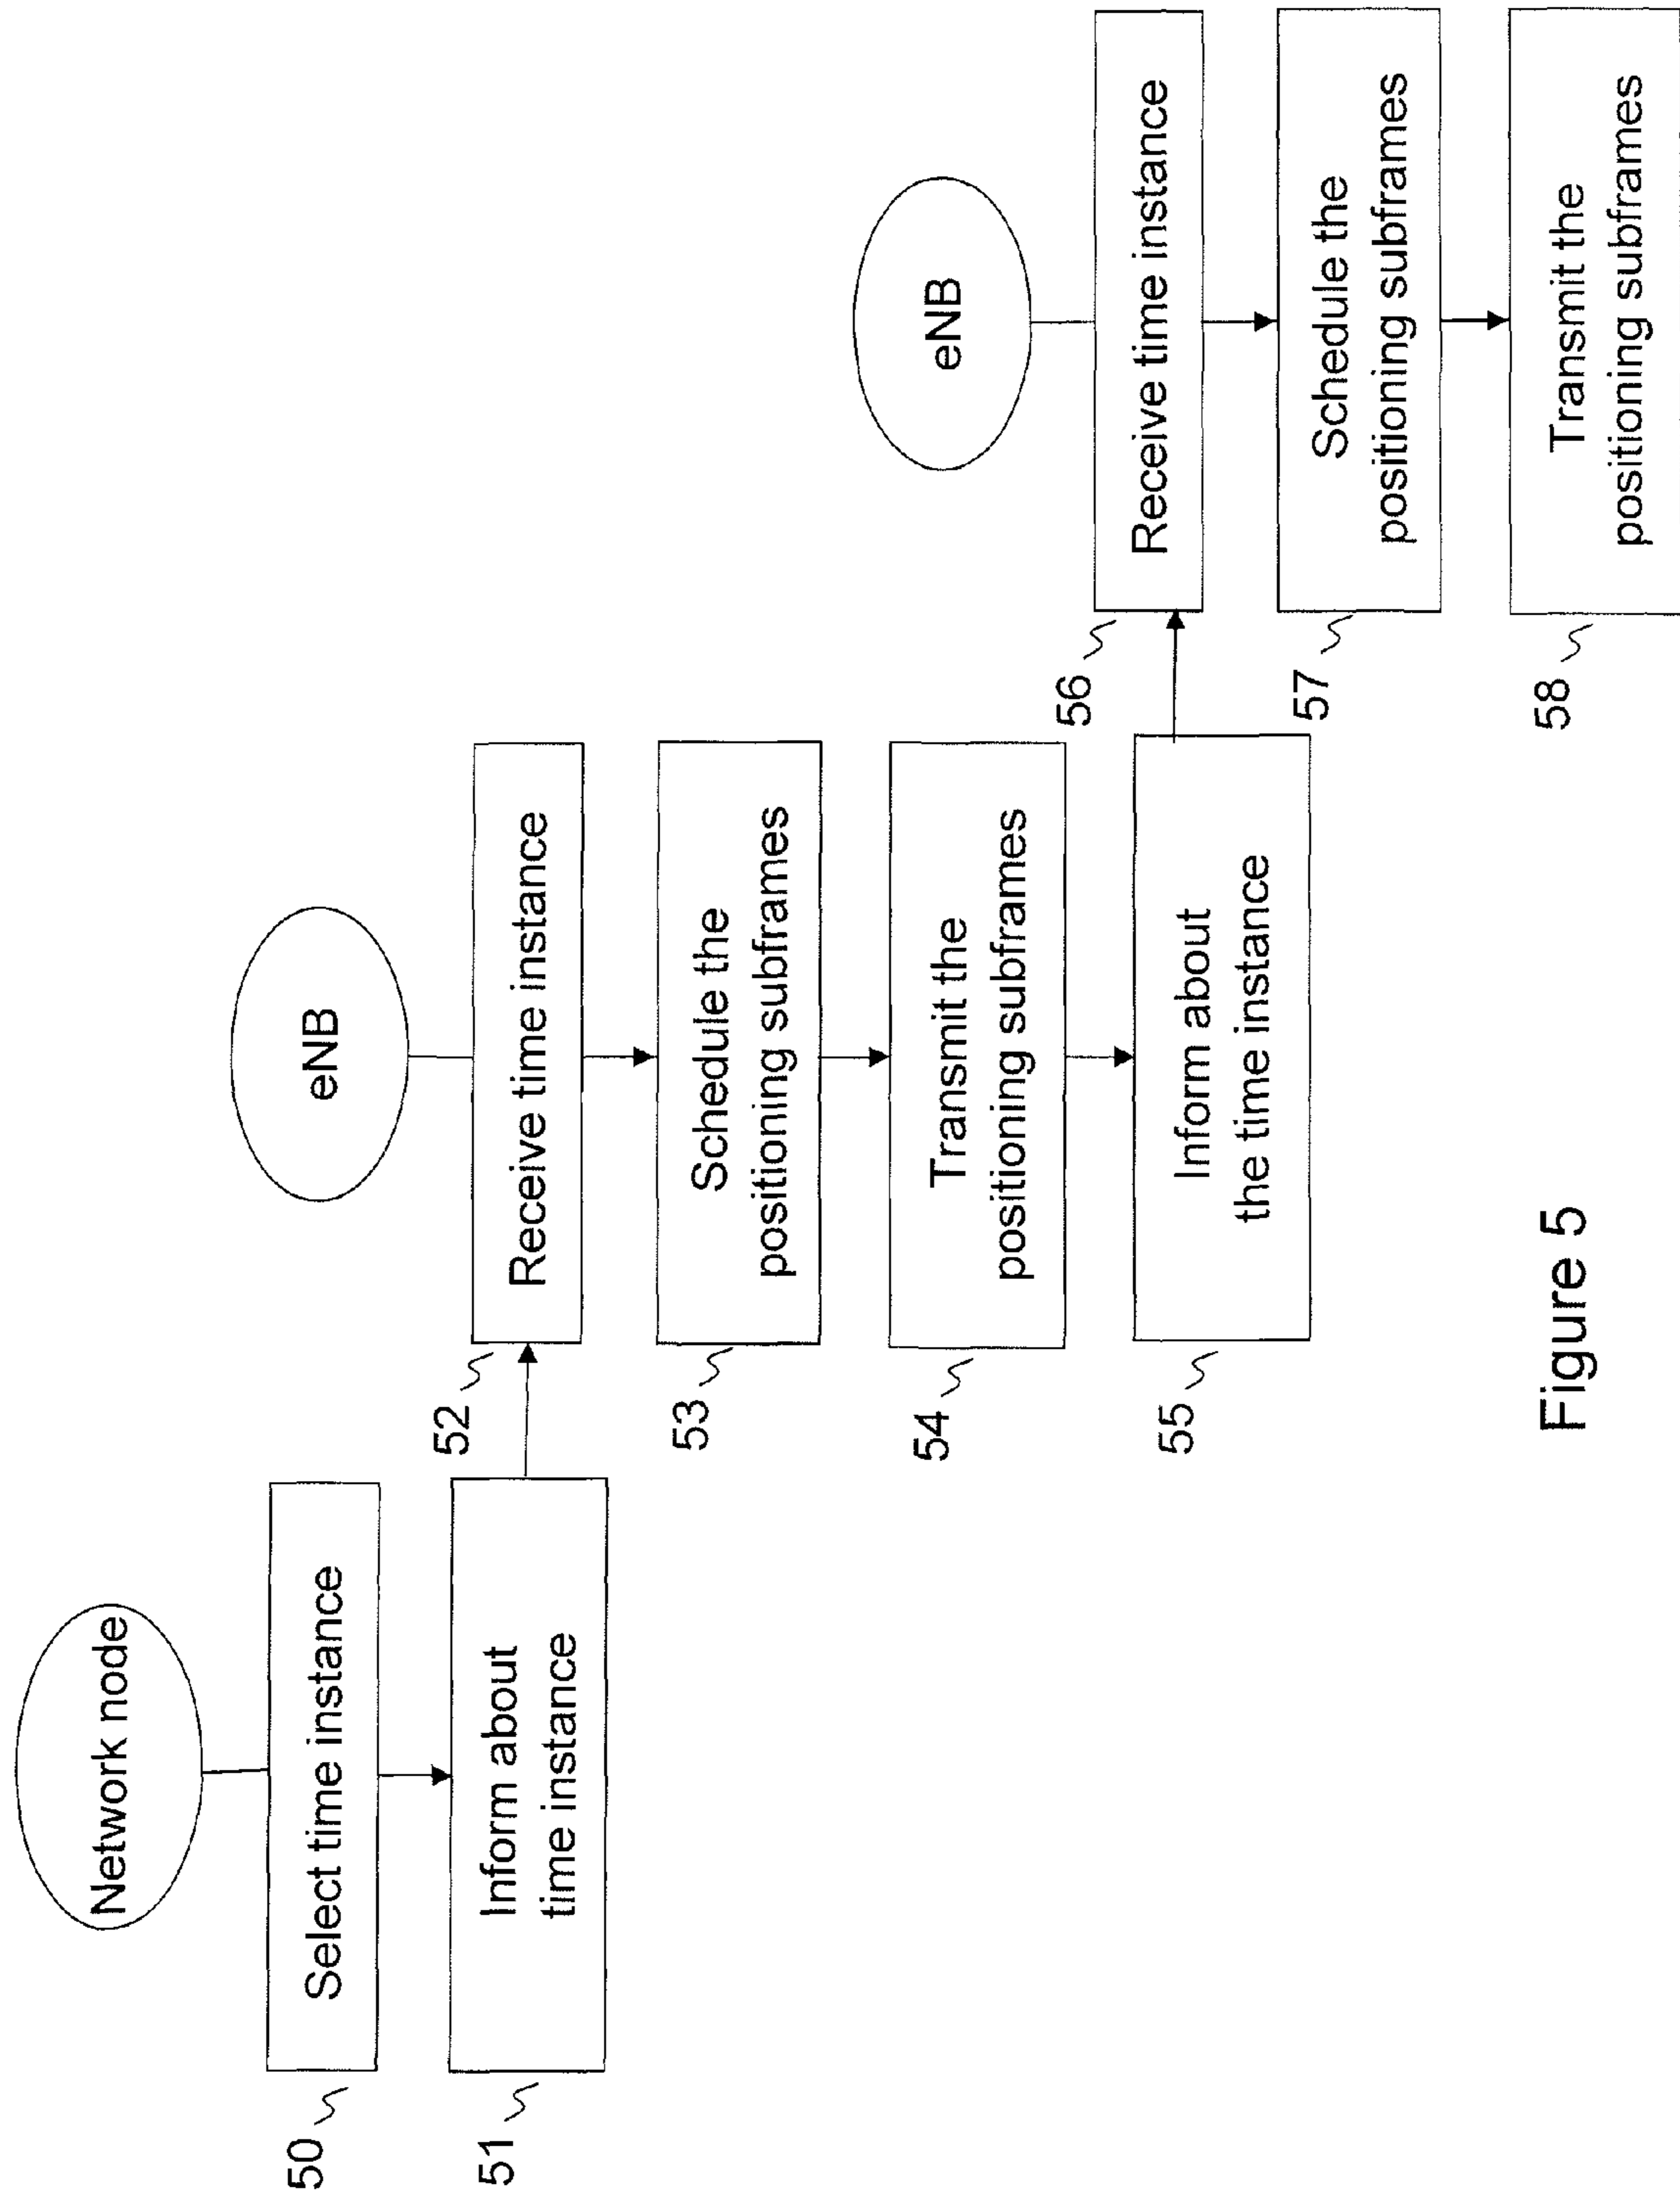 Network node
50
Select time instance
51
Inform about
time instance
eNB
52
Receive time instance
53
Schedule the
positioning subframes
54
Transmit the
positioning subframes
55
Inform about
the time instance
eNB
56
Receive time instance
57
Schedule the
positioning subframes
58
Transmit the
positioning subframes
Figure 5